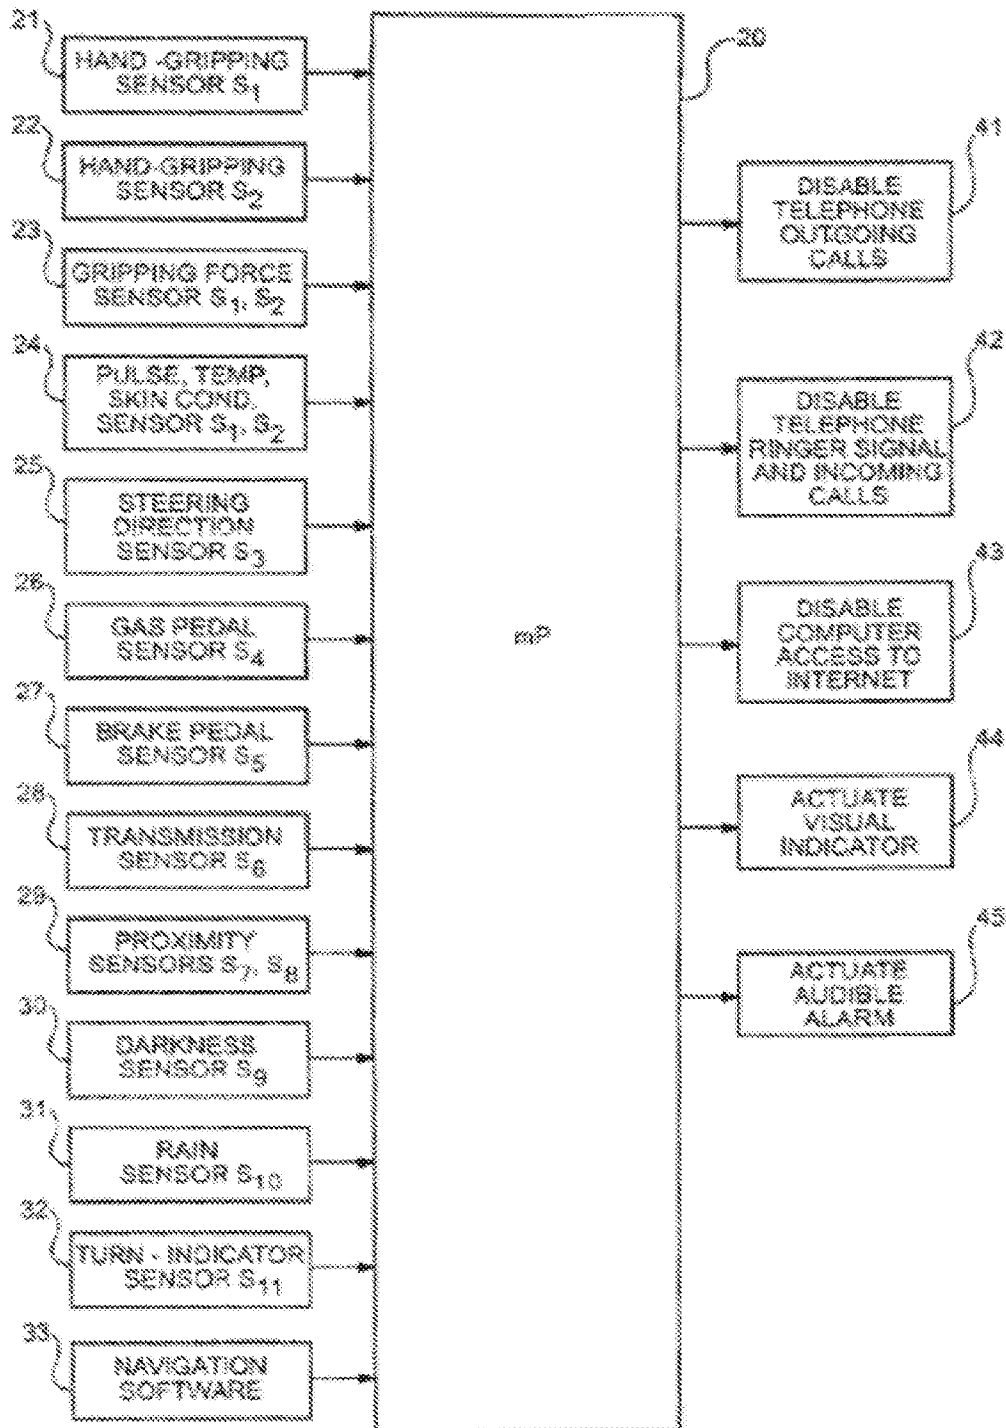 21
HAND -GRIPPING
SENSOR S1
22
HAND-GRIPPING
SENSOR S2
23
GRIPPING FORCE
SENSOR S1, S2
24
PULSE, TEMP,
SKIN COND.
SENSOR S1, S2
25
STEERING
DIRECTION
SENSOR S3
26
GAS PEDAL
SENSOR S4
27
BRAKE PEDAL
SENSOR S5
28
TRANSMISSION
SENSOR S6
29
PROXIMITY
SENSORS S7, S8
30
DARKNESS
SENSOR S9
31
RAIN
SENSOR S10
32
TURN - INDICATOR
SENSOR S11
33
NAVIGATION
SOFTWARE
20
mP
41
DISABLE
TELEPHONE
OUTGOING
CALLS
42
DISABLE
TELEPHONE
RINGER SIGNAL
AND INCOMING
CALLS
43
DISABLE
COMPUTER
ACCESS TO
INTERNET
44
ACTUATE
VISUAL
INDICATOR
45
ACTUATE
AUDIBLE
ALARM